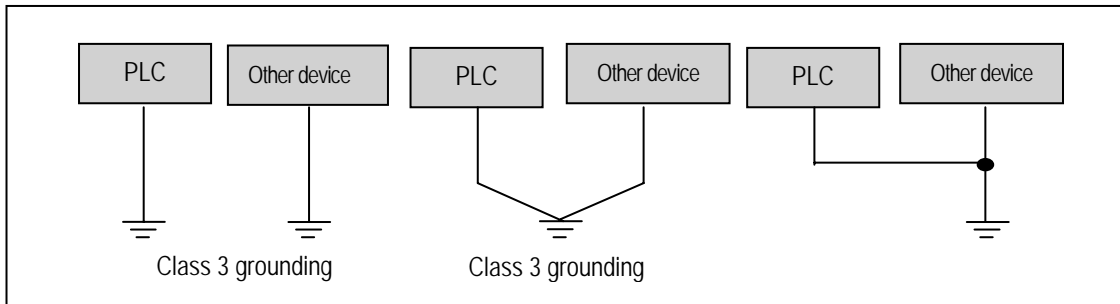 PLC Other device PLC Other device PLC Other device
Class 3 grounding Class 3 grounding